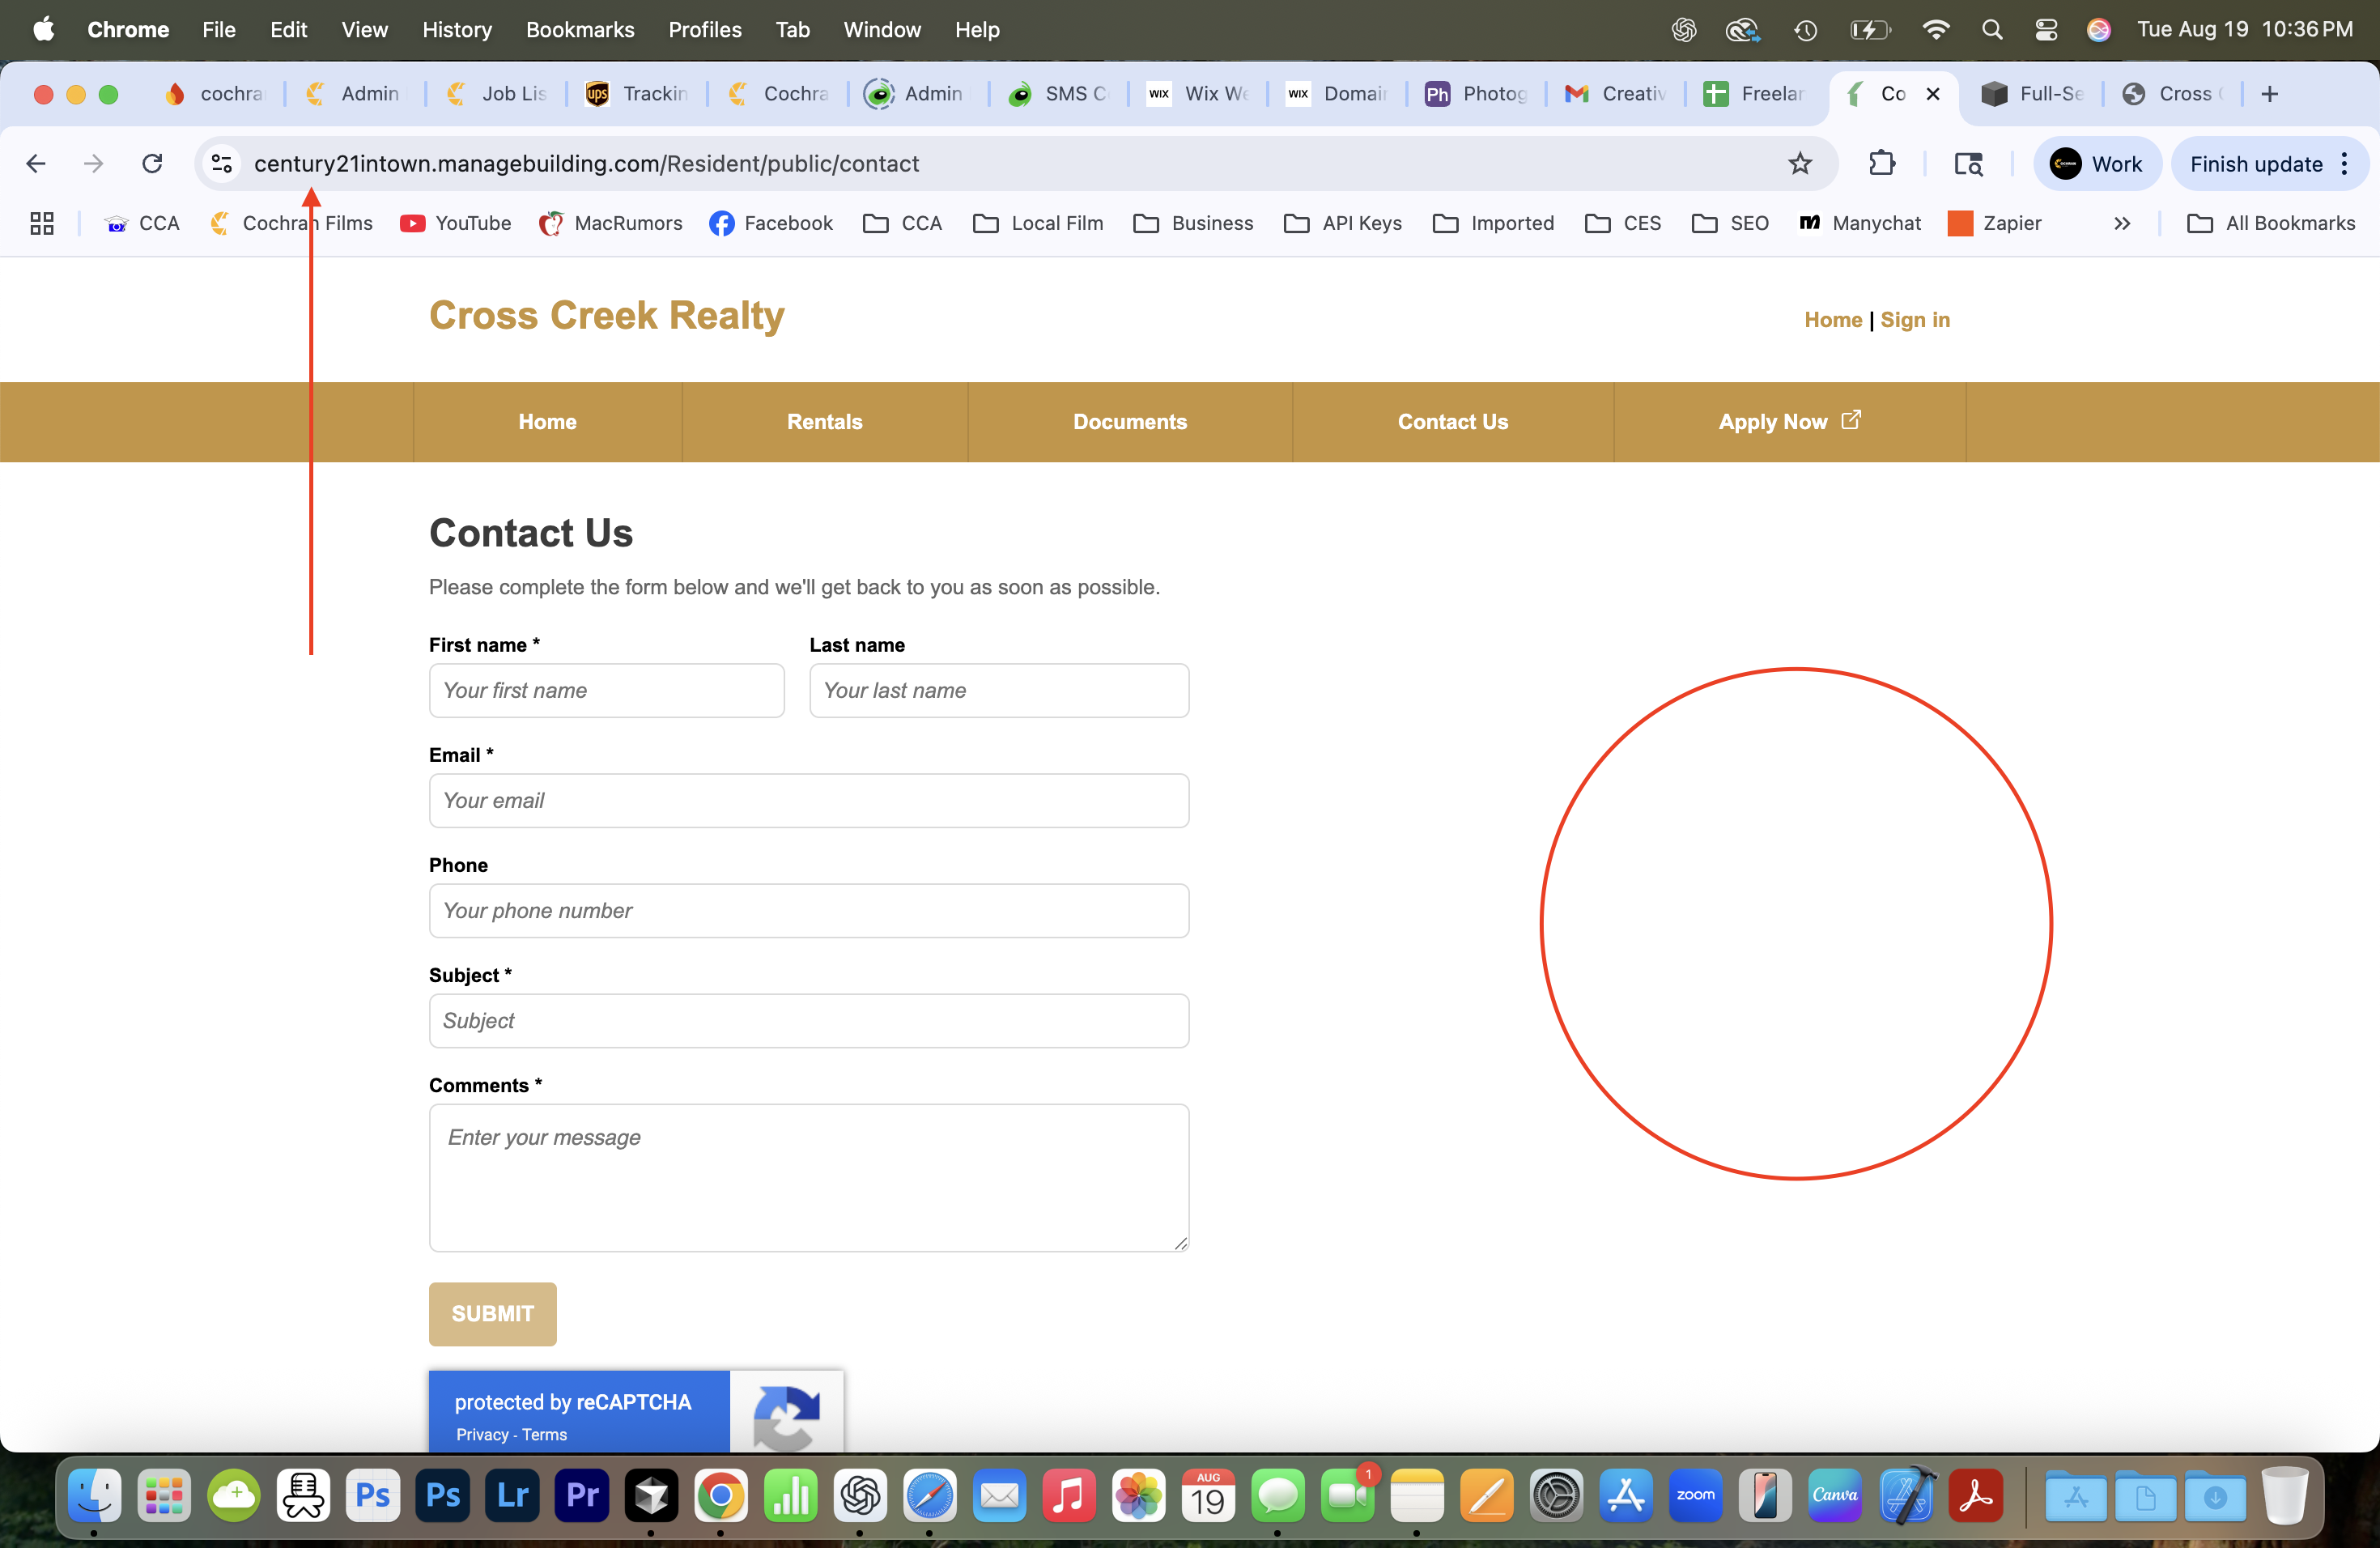 Chrome File Edit View History Bookmarks Profiles Tab Window Help Tue Aug 19 10:36 PM
cochra Admin Job Lis Trackin Cochra Admin SMS C Wix We Domai Photog Creativ Freelar Co Full-Se Cross
century21intown.managebuilding.com/Resident/public/contact Work Finish update
CCA Cochran Films YouTube MacRumors Facebook CCA Local Film Business API Keys Imported CES SEO Manychat Zapier All Bookmarks
Cross Creek Realty
Home | Sign in
Home Rentals Documents Contact Us Apply Now
Contact Us
Please complete the form below and we'll get back to you as soon as possible.
First name * Last name
Your first name Your last name
Email *
Your email
Phone
Your phone number
Subject *
Subject
Comments *
Enter your message
SUBMIT
protected by reCAPTCHA
Privacy - Terms
Ps Ps Lr Pr AUG 19 1 zoom Canva